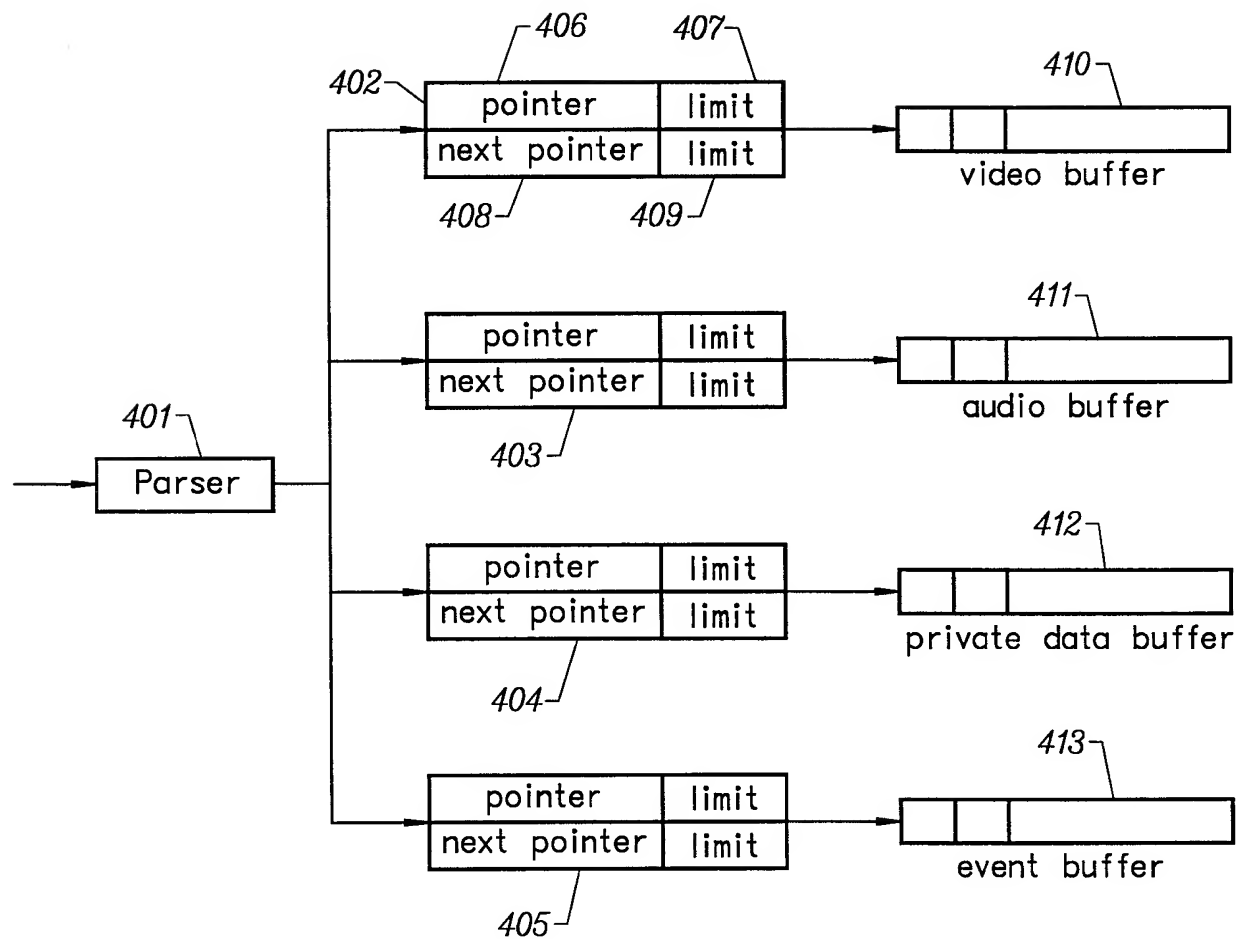 406
407
402
pointer limit
next pointer limit
408
409
410
video buffer
pointer limit
next pointer limit
403
411
audio buffer
401
Parser
pointer limit
next pointer limit
404
412
private data buffer
pointer limit
next pointer limit
405
413
event buffer